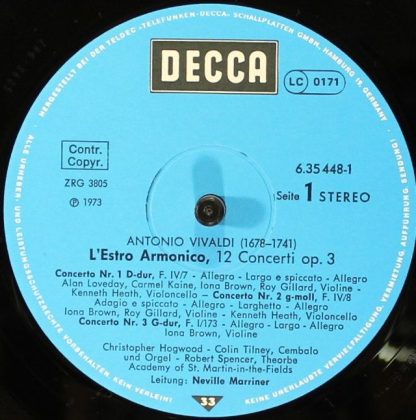 HERGESTELLT BEI DER TELDEC »TELEFUNKEN-DECCA« SCHALLPLATTEN GMBH, HAMBURG 19, GERMANY
DECCA
LC 0171
Contr.
Copyr.
6.35 448-1
ZRG 3805
Seite 1 STEREO
Ⓟ 1973
ANTONIO VIVALDI (1678–1741)
L'Estro Armonico, 12 Concerti op. 3
Concerto Nr. 1 D-dur, F. IV/7 - Allegro - Largo e spiccato - Allegro
Alan Loveday, Carmel Kaine, Iona Brown, Roy Gillard, Violine -
Kenneth Heath, Violoncello – Concerto Nr. 2 g-moll, F. IV/8
Adagio e spiccato - Allegro - Larghetto - Allegro
Iona Brown, Roy Gillard, Violine - Kenneth Heath, Violoncello
Concerto Nr. 3 G-dur, F. I/173 - Allegro - Largo - Allegro
Iona Brown, Violine
Christopher Hogwood - Colin Tilney, Cembalo
und Orgel - Robert Spencer, Theorbe
Academy of St. Martin-in-the-Fields
Leitung: Neville Marriner
33
ALLE URHEBER- UND LEISTUNGSSCHUTZRECHTE VORBEHALTEN KEIN VERLEIH!
KEINE UNERLAUBTE VERVIELFÄLTIGUNG, VERMIETUNG, AUFFÜHRUNG, SENDUNG!